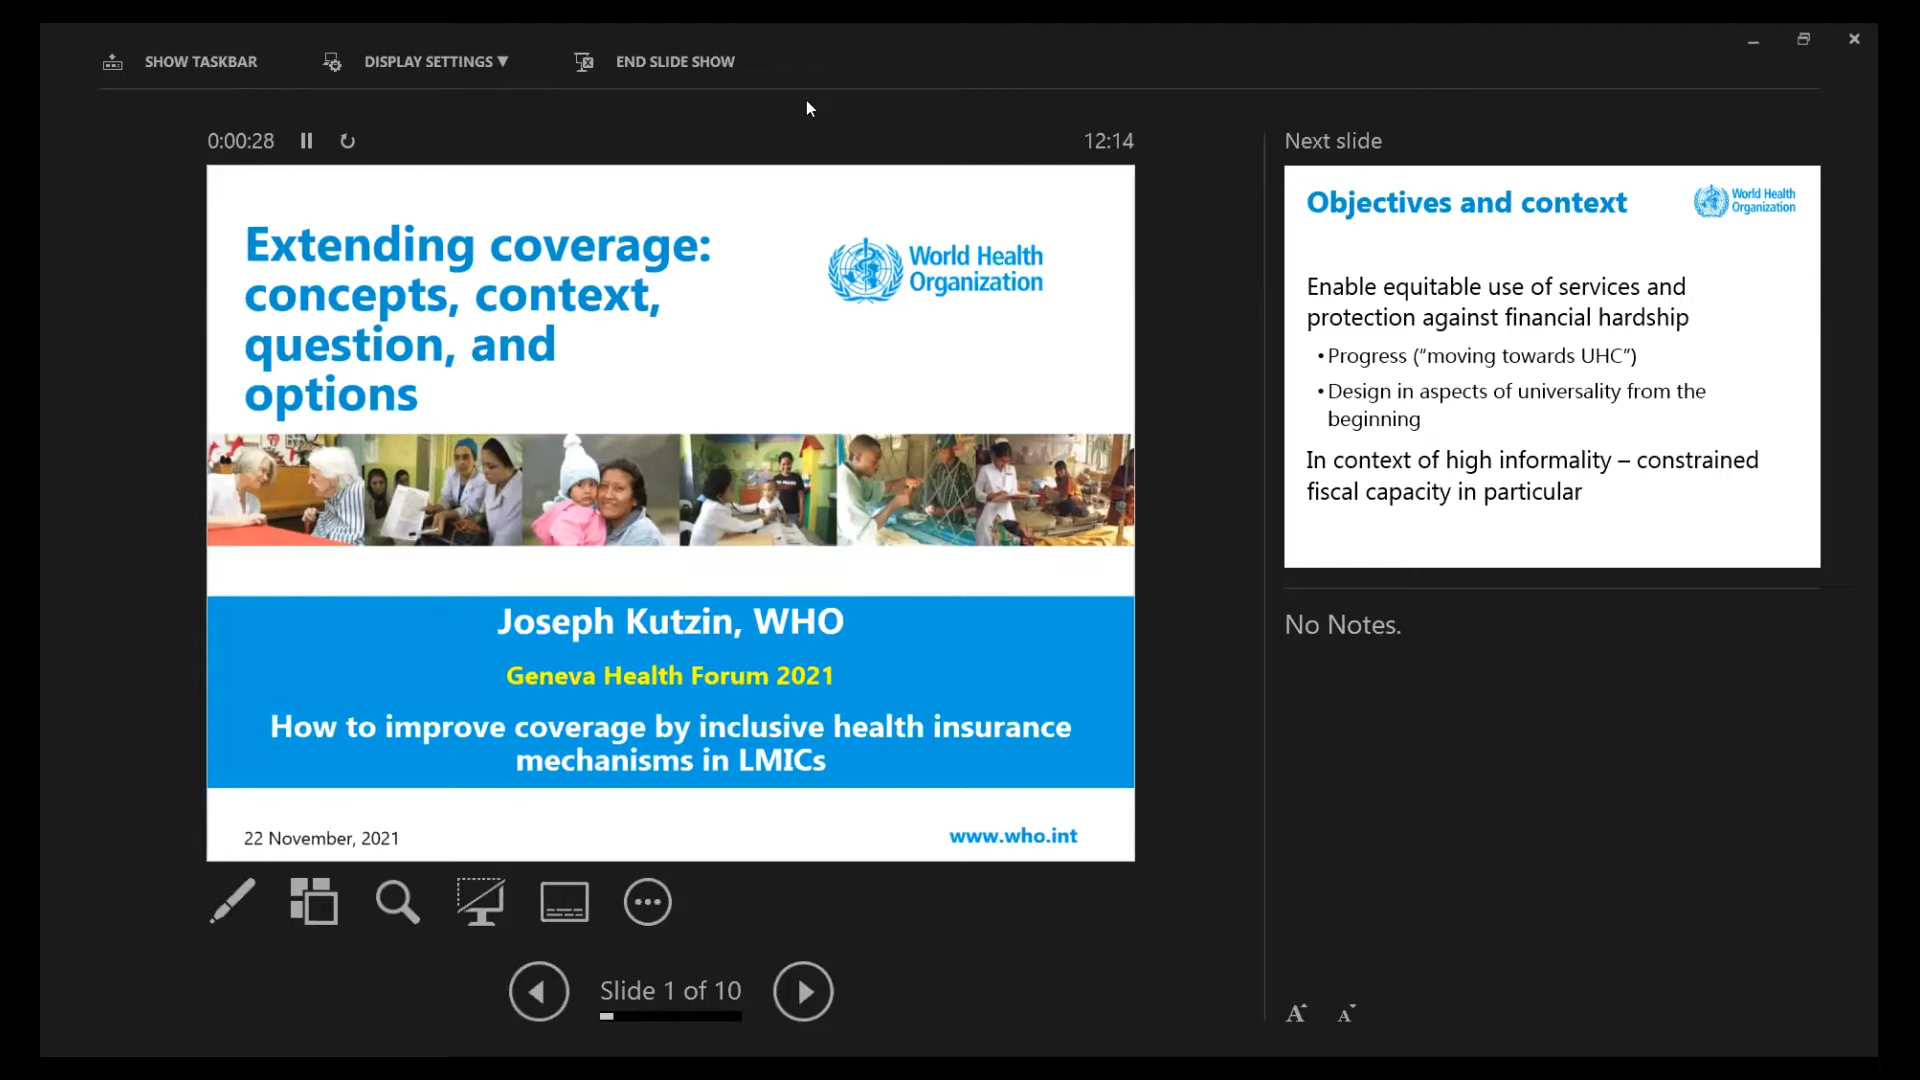 SHOW TASKBAR
DISPLAY SETTINGS ▼
END SLIDE SHOW
0:00:28
12:14
Extending coverage:
concepts, context,
question, and
options
World Health
Organization
Joseph Kutzin, WHO
Geneva Health Forum 2021
How to improve coverage by inclusive health insurance
mechanisms in LMICs
22 November, 2021
www.who.int
Slide 1 of 10
Next slide
Objectives and context
World Health
Organization
Enable equitable use of services and
protection against financial hardship
•Progress (“moving towards UHC”)
•Design in aspects of universality from the
beginning
In context of high informality – constrained
fiscal capacity in particular
No Notes.
A A